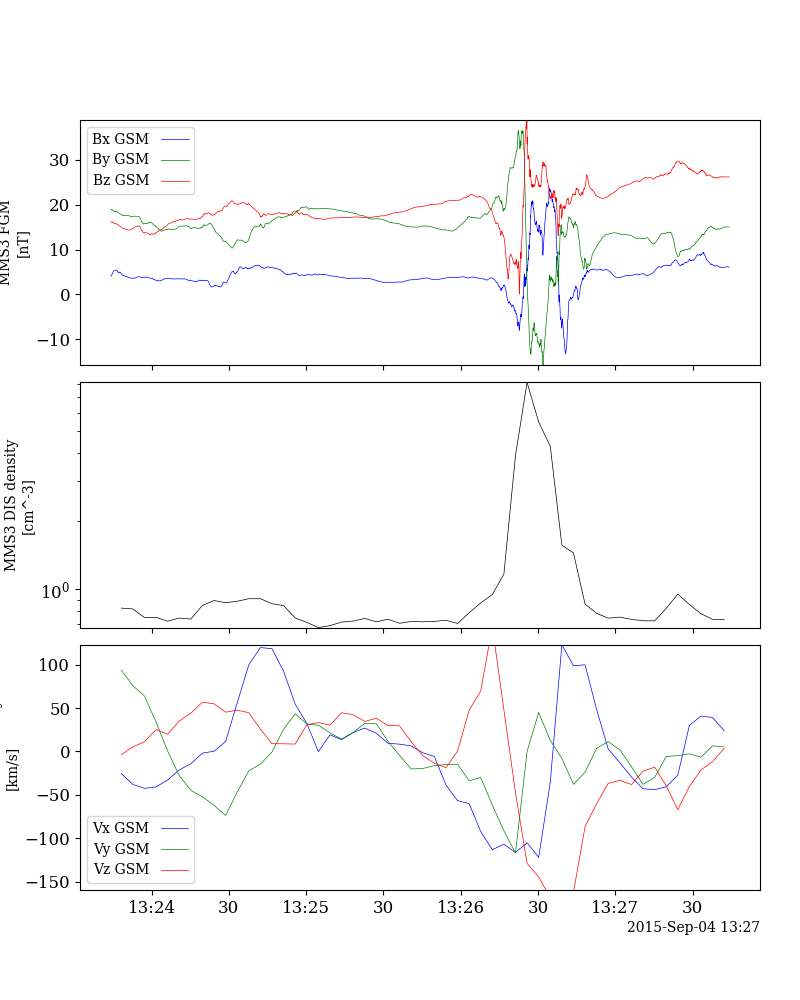 Bx GSM
By GSM
Bz GSM
30
20
10
0
−10
MMS3 FGM
[nT]
10^0
MMS3 DIS density
[cm^-3]
100
50
0
−50
−100
−150
[km/s]
Vx GSM
Vy GSM
Vz GSM
13:24
30
13:25
30
13:26
30
13:27
30
2015-Sep-04 13:27